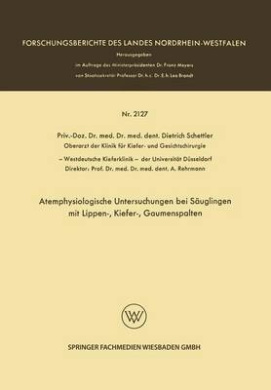 FORSCHUNGSBERICHTE DES LANDES NORDRHEIN-WESTFALEN
Herausgegeben
im Auftrage des Ministerpräsidenten Dr. Franz Meyers
von Staatssekretär Professor Dr. h. c. Dr. E. h. Leo Brandt
Nr. 2127
Priv.-Doz. Dr. med. Dr. med. dent. Dietrich Schettler
Oberarzt der Klinik für Kiefer- und Gesichtschirurgie
– Westdeutsche Kieferklinik – der Universität Düsseldorf
Direktor: Prof. Dr. med. Dr. med. dent. A. Rehrmann
Atemphysiologische Untersuchungen bei Säuglingen
mit Lippen-, Kiefer-, Gaumenspalten
SPRINGER FACHMEDIEN WIESBADEN GMBH